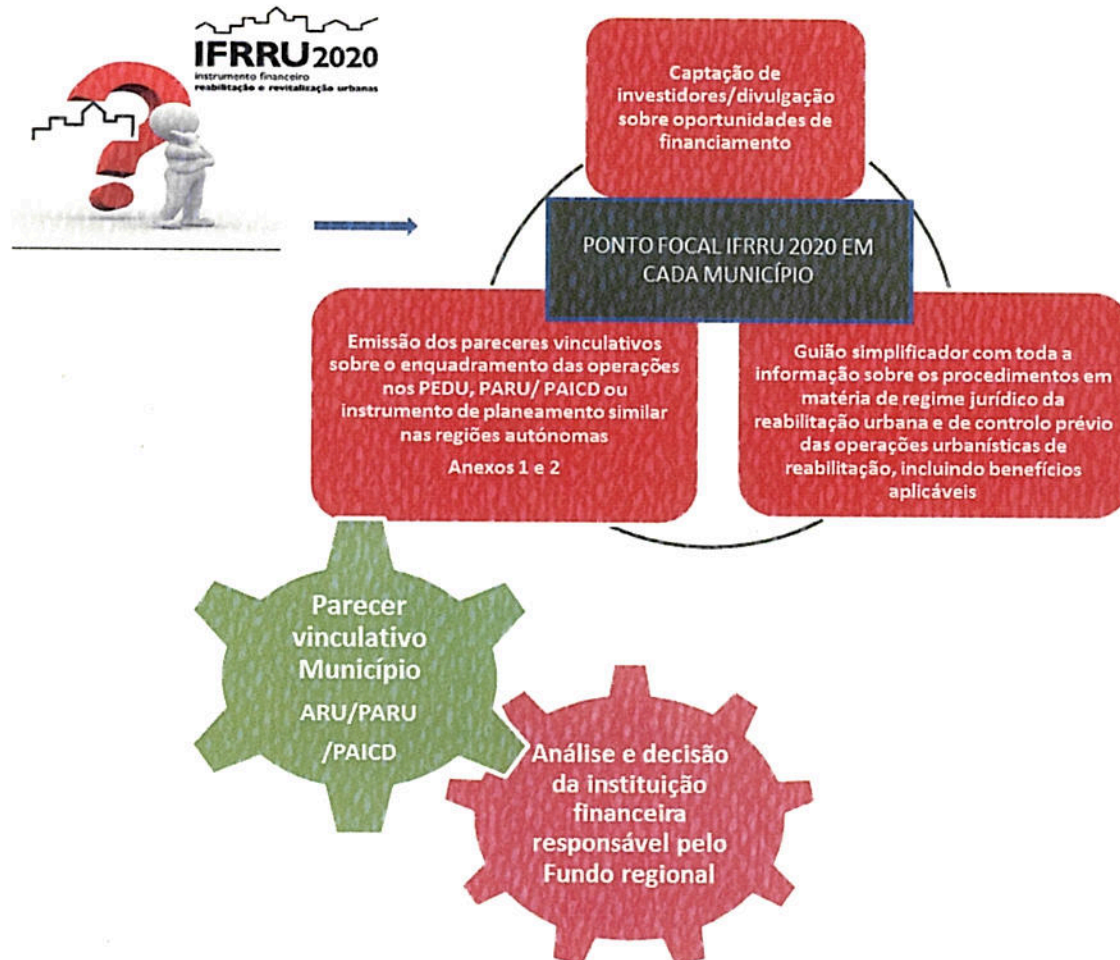 IFRRU 2020
instrumento financeiro
reabilitação e revitalização urbanas
Captação de
investidores/divulgação
sobre oportunidades de
financiamento
PONTO FOCAL IFRRU 2020 EM
CADA MUNICÍPIO
Emissão dos pareceres vinculativos
sobre o enquadramento das operações
nos PEDU, PARU/ PAICD ou
instrumento de planeamento similar
nas regiões autónomas
Anexos 1 e 2
Guião simplificador com toda a
informação sobre os procedimentos em
matéria de regime jurídico da
reabilitação urbana e de controlo prévio
das operações urbanísticas de
reabilitação, incluindo benefícios
aplicáveis
Parecer
vinculativo
Município
ARU/PARU
/PAICD
Análise e decisão
da instituição
financeira
responsável pelo
Fundo regional